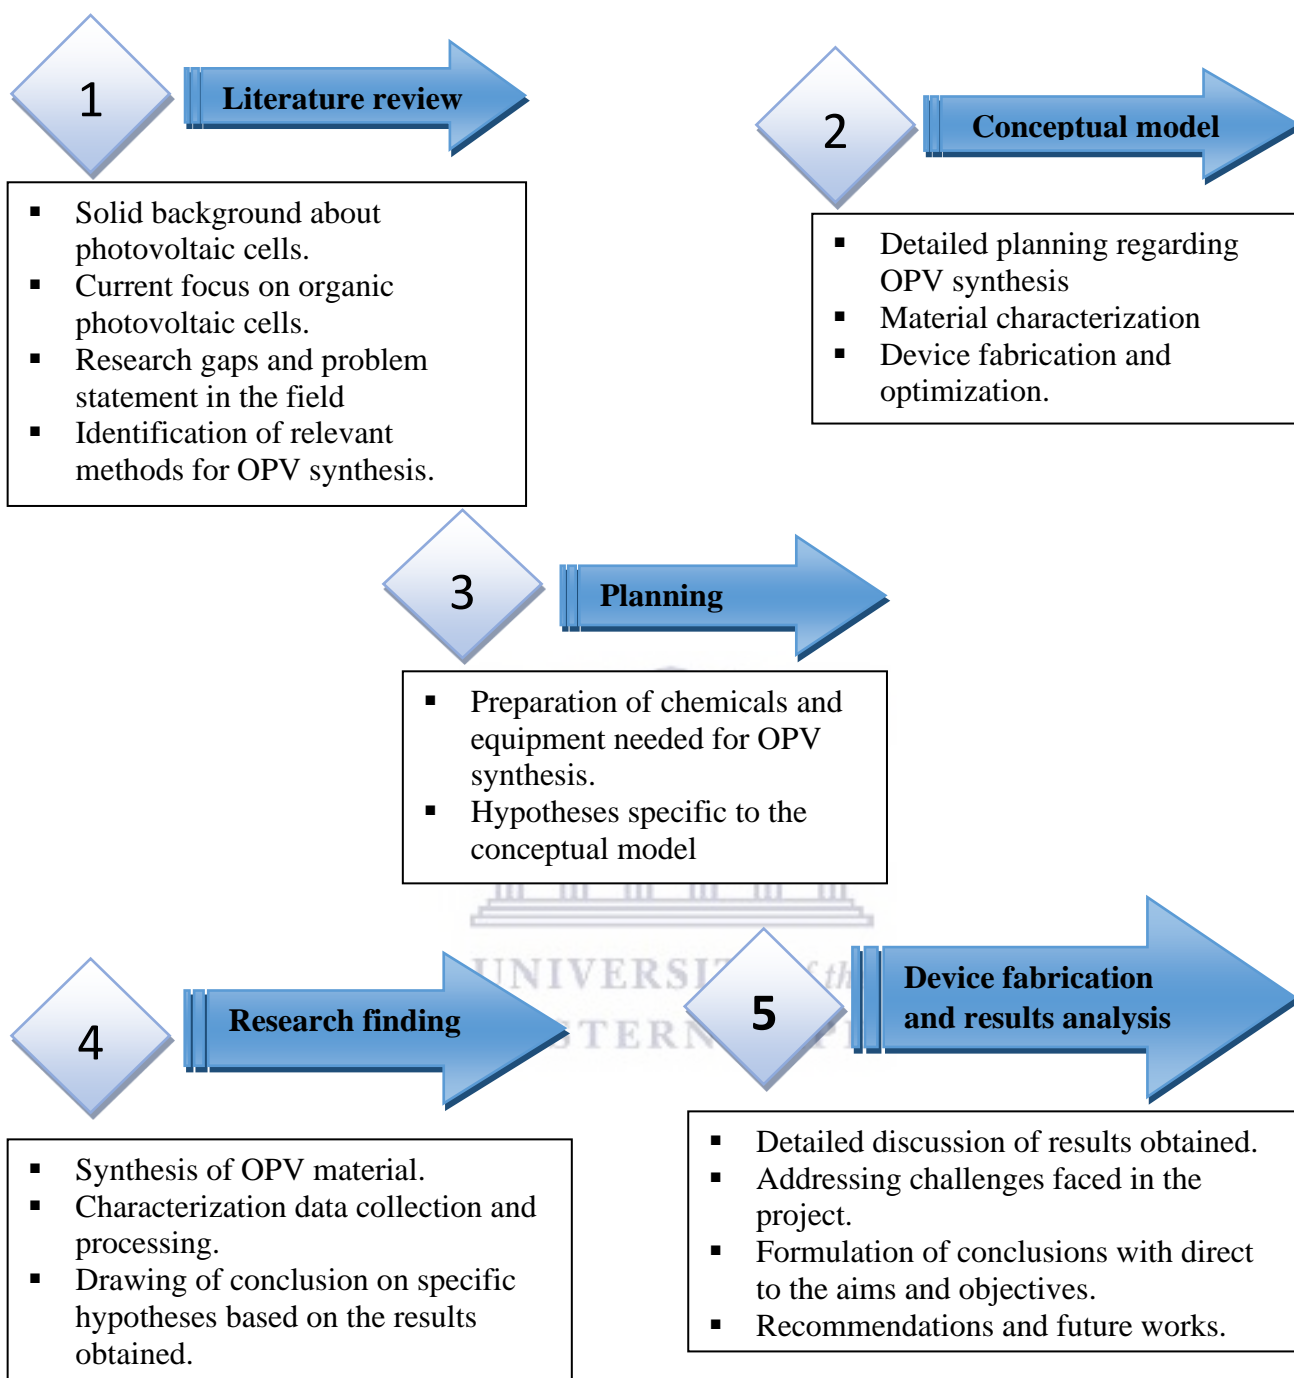 1
Literature review
▪ Solid background about
photovoltaic cells.
▪ Current focus on organic
photovoltaic cells.
▪ Research gaps and problem
statement in the field
▪ Identification of relevant
methods for OPV synthesis.
2
Conceptual model
▪ Detailed planning regarding
OPV synthesis
▪ Material characterization
▪ Device fabrication and
optimization.
3
Planning
▪ Preparation of chemicals and
equipment needed for OPV
synthesis.
▪ Hypotheses specific to the
conceptual model
4
Research finding
▪ Synthesis of OPV material.
▪ Characterization data collection and
processing.
▪ Drawing of conclusion on specific
hypotheses based on the results
obtained.
5
Device fabrication
and results analysis
▪ Detailed discussion of results obtained.
▪ Addressing challenges faced in the
project.
▪ Formulation of conclusions with direct
to the aims and objectives.
▪ Recommendations and future works.